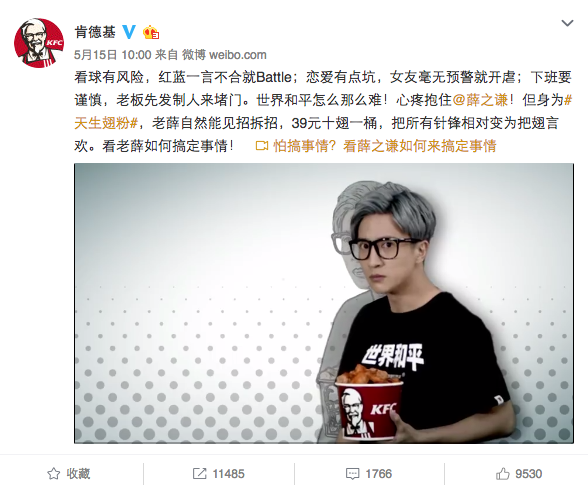 肯德基
5月15日 10:00 来自 微博 weibo.com
看球有风险，红蓝一言不合就Battle；恋爱有点坑，女友毫无预警就开虐；下班要
谨慎，老板先发制人来堵门。世界和平怎么那么难！心疼抱住@薛之谦！但身为#
天生翅粉#，老薛自然能见招拆招，39元十翅一桶，把所有针锋相对变为把翅言
欢。看老薛如何搞定事情！ 怕搞事情？看薛之谦如何来搞定事情
世界和平
KFC
KFC
收藏
11485
1766
9530